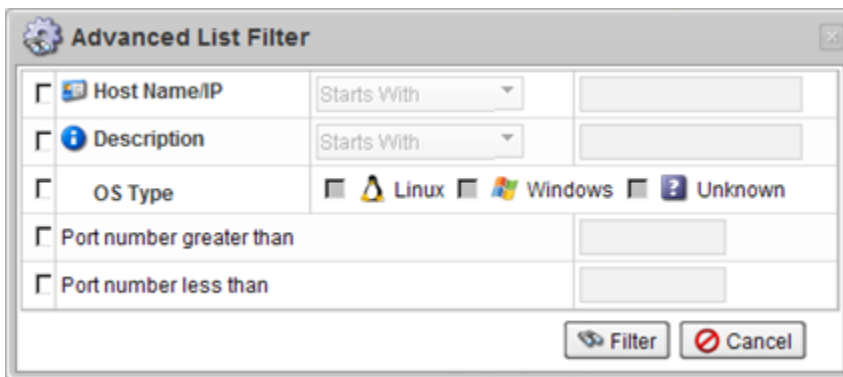 Advanced List Filter
Host Name/IP Starts With
Description Starts With
OS Type Linux Windows ? Unknown
Port number greater than
Port number less than
Filter Cancel